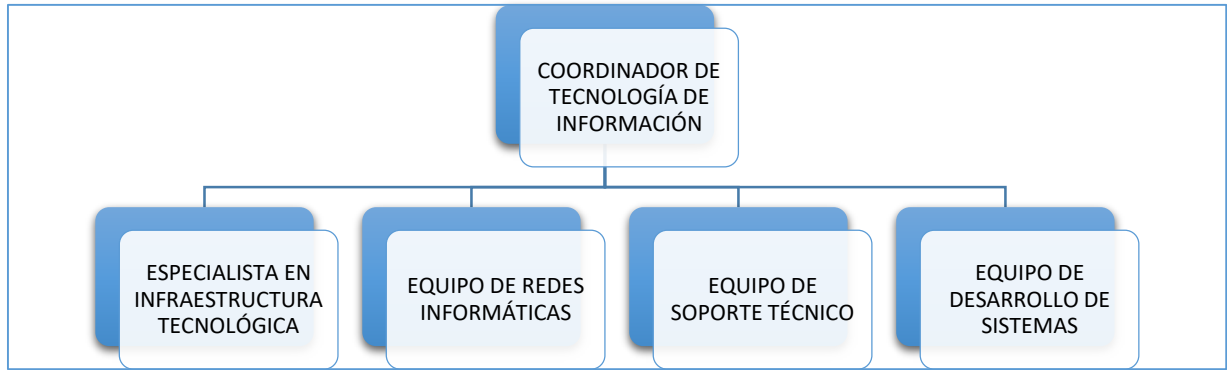 COORDINADOR DE
TECNOLOGÍA DE
INFORMACIÓN
ESPECIALISTA EN
INFRAESTRUCTURA
TECNOLÓGICA
EQUIPO DE REDES
INFORMÁTICAS
EQUIPO DE
SOPORTE TÉCNICO
EQUIPO DE
DESARROLLO DE
SISTEMAS